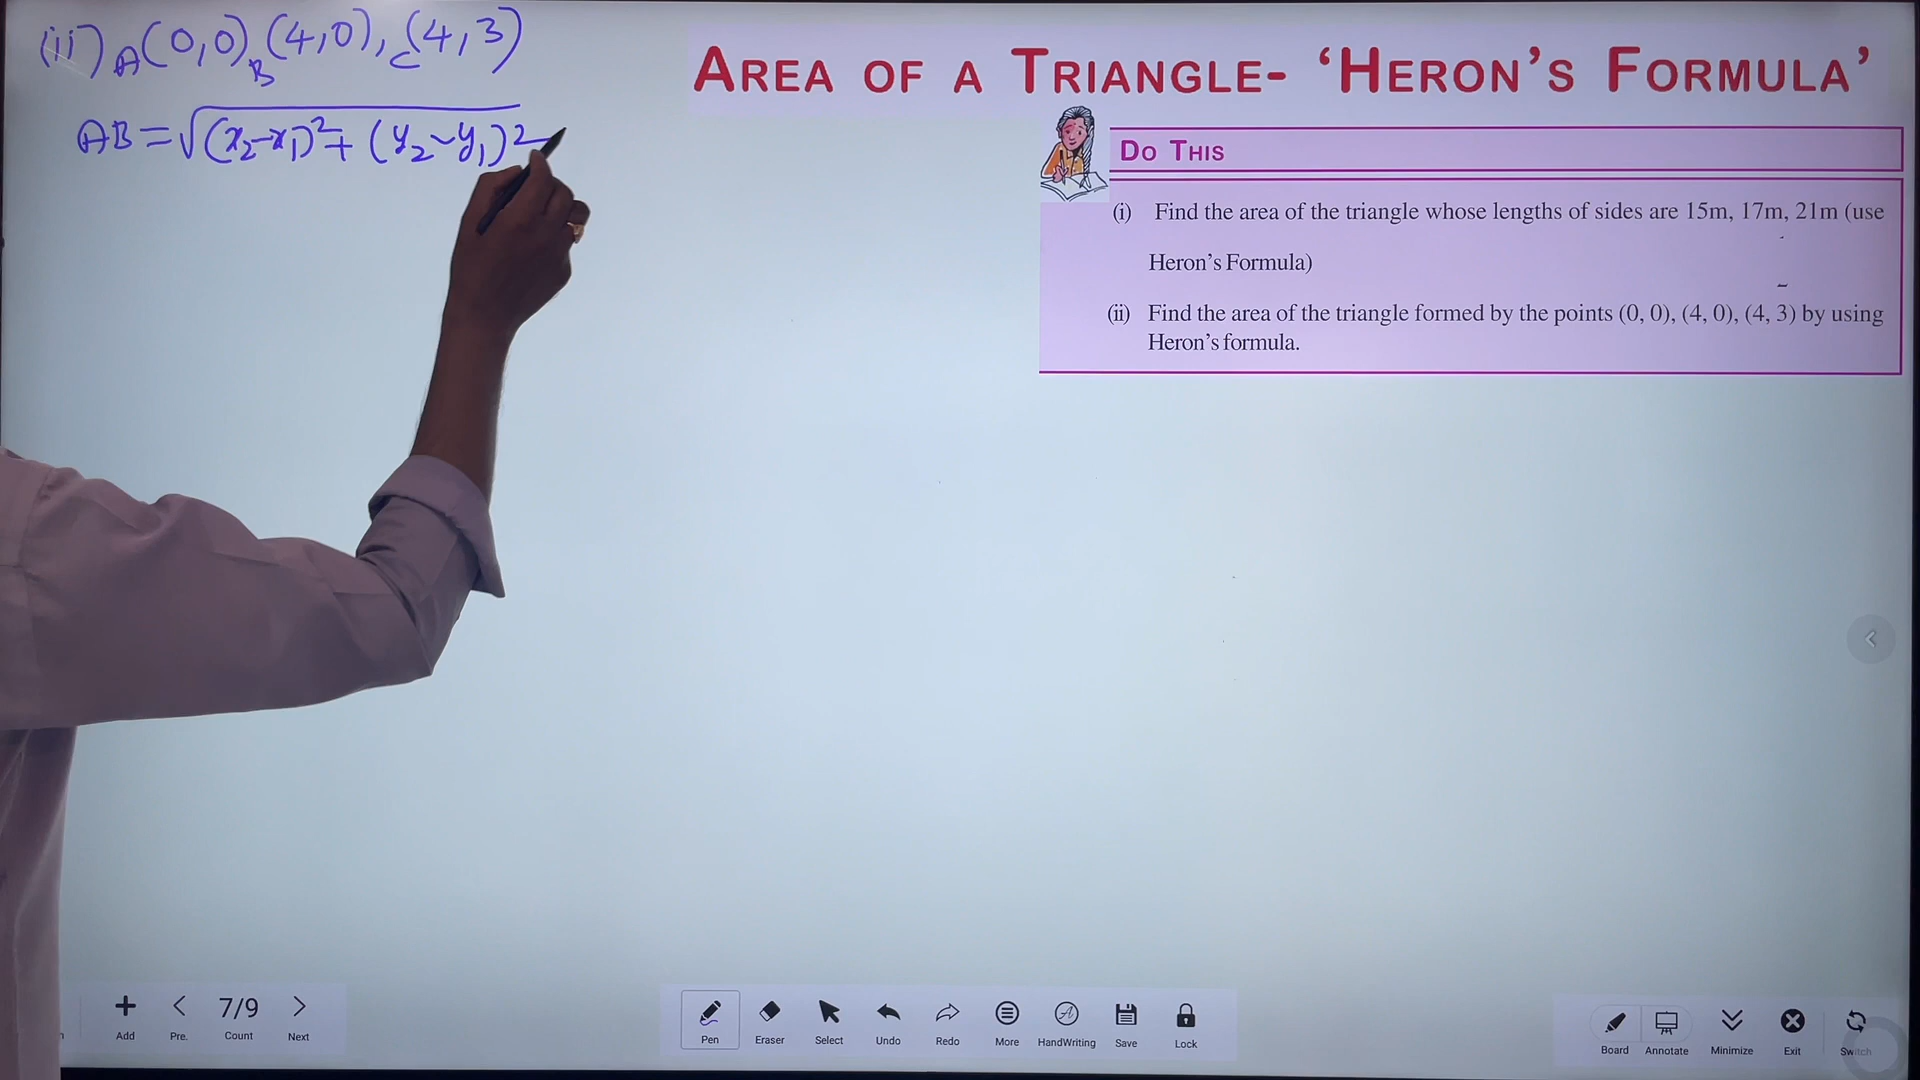 (ii) A(0,0) B(4,0), C(4,3)
AB = √(x₂-x₁)² + (y₂-y₁)²
AREA OF A TRIANGLE- ‘HERON’S FORMULA’
DO THIS
(i) Find the area of the triangle whose lengths of sides are 15m, 17m, 21m (use
Heron’s Formula)
(ii) Find the area of the triangle formed by the points (0, 0), (4, 0), (4, 3) by using
Heron’s formula.
7/9
Add Pre. Count Next
Pen Eraser Select Undo Redo More HandWriting Save Lock
Board Annotate Minimize Exit Switch